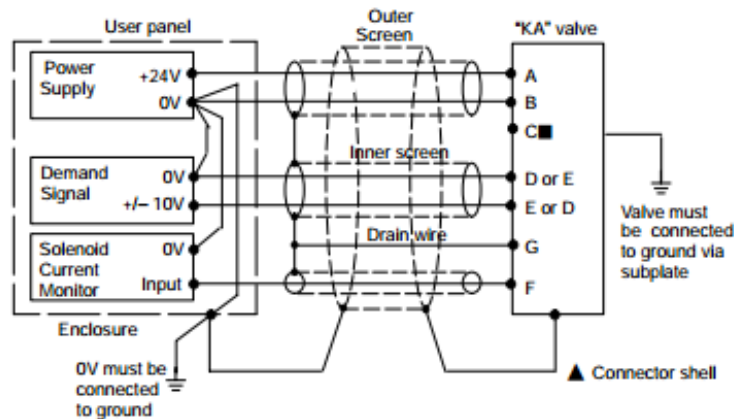 User panel
Outer
Screen
"KA" valve
Power
Supply
+24V
0V
A
B
C■
Inner screen
Demand
Signal
0V
+/– 10V
D or E
E or D
Valve must
be connected
to ground via
subplate
Solenoid
Current
Monitor
0V
Input
Drain wire
G
F
Enclosure
0V must be
connected
to ground
▲ Connector shell